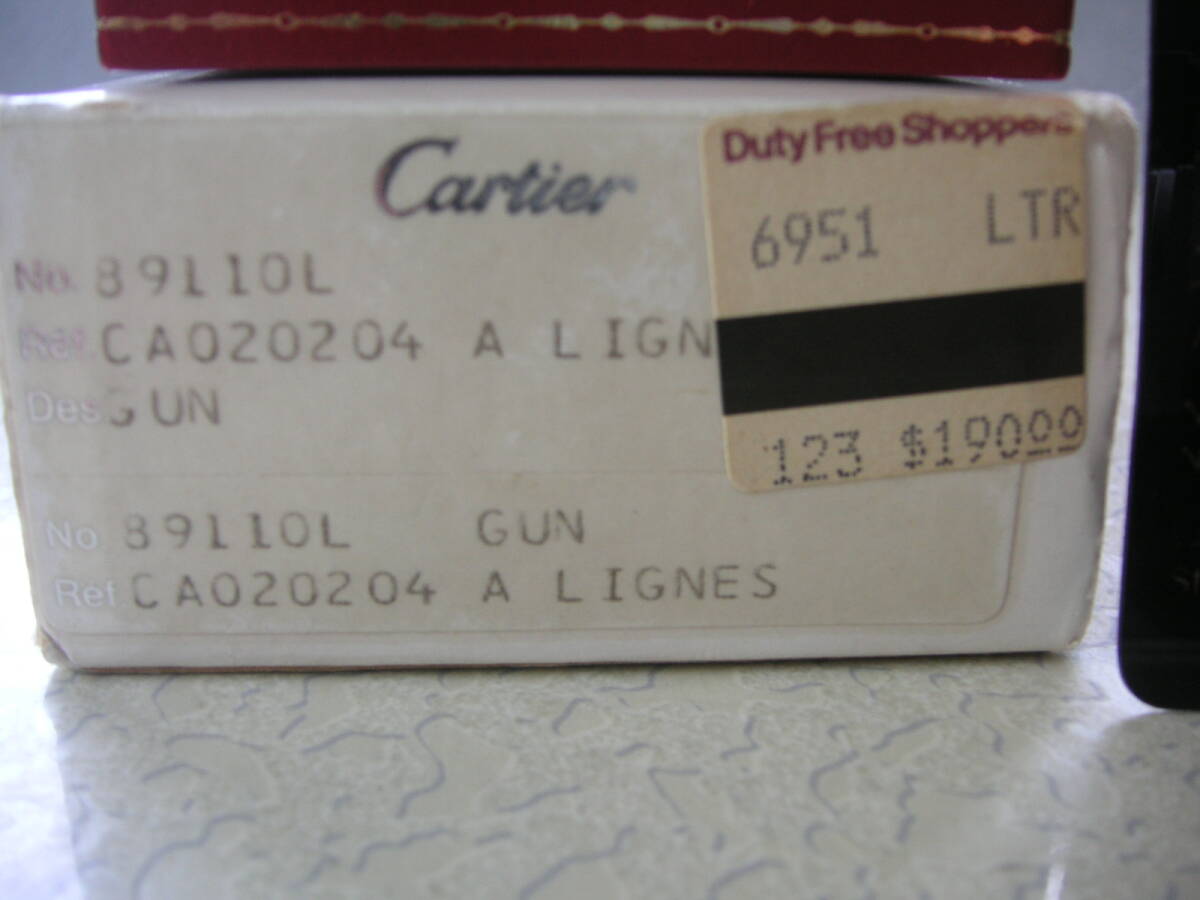 Cartier
No. 89110L
Réf. CA020204 A LIGN
Des GUN
No 89110L GUN
Ref CA020204 A LIGNES
Duty Free Shoppers
6951 LTR
123 $19000